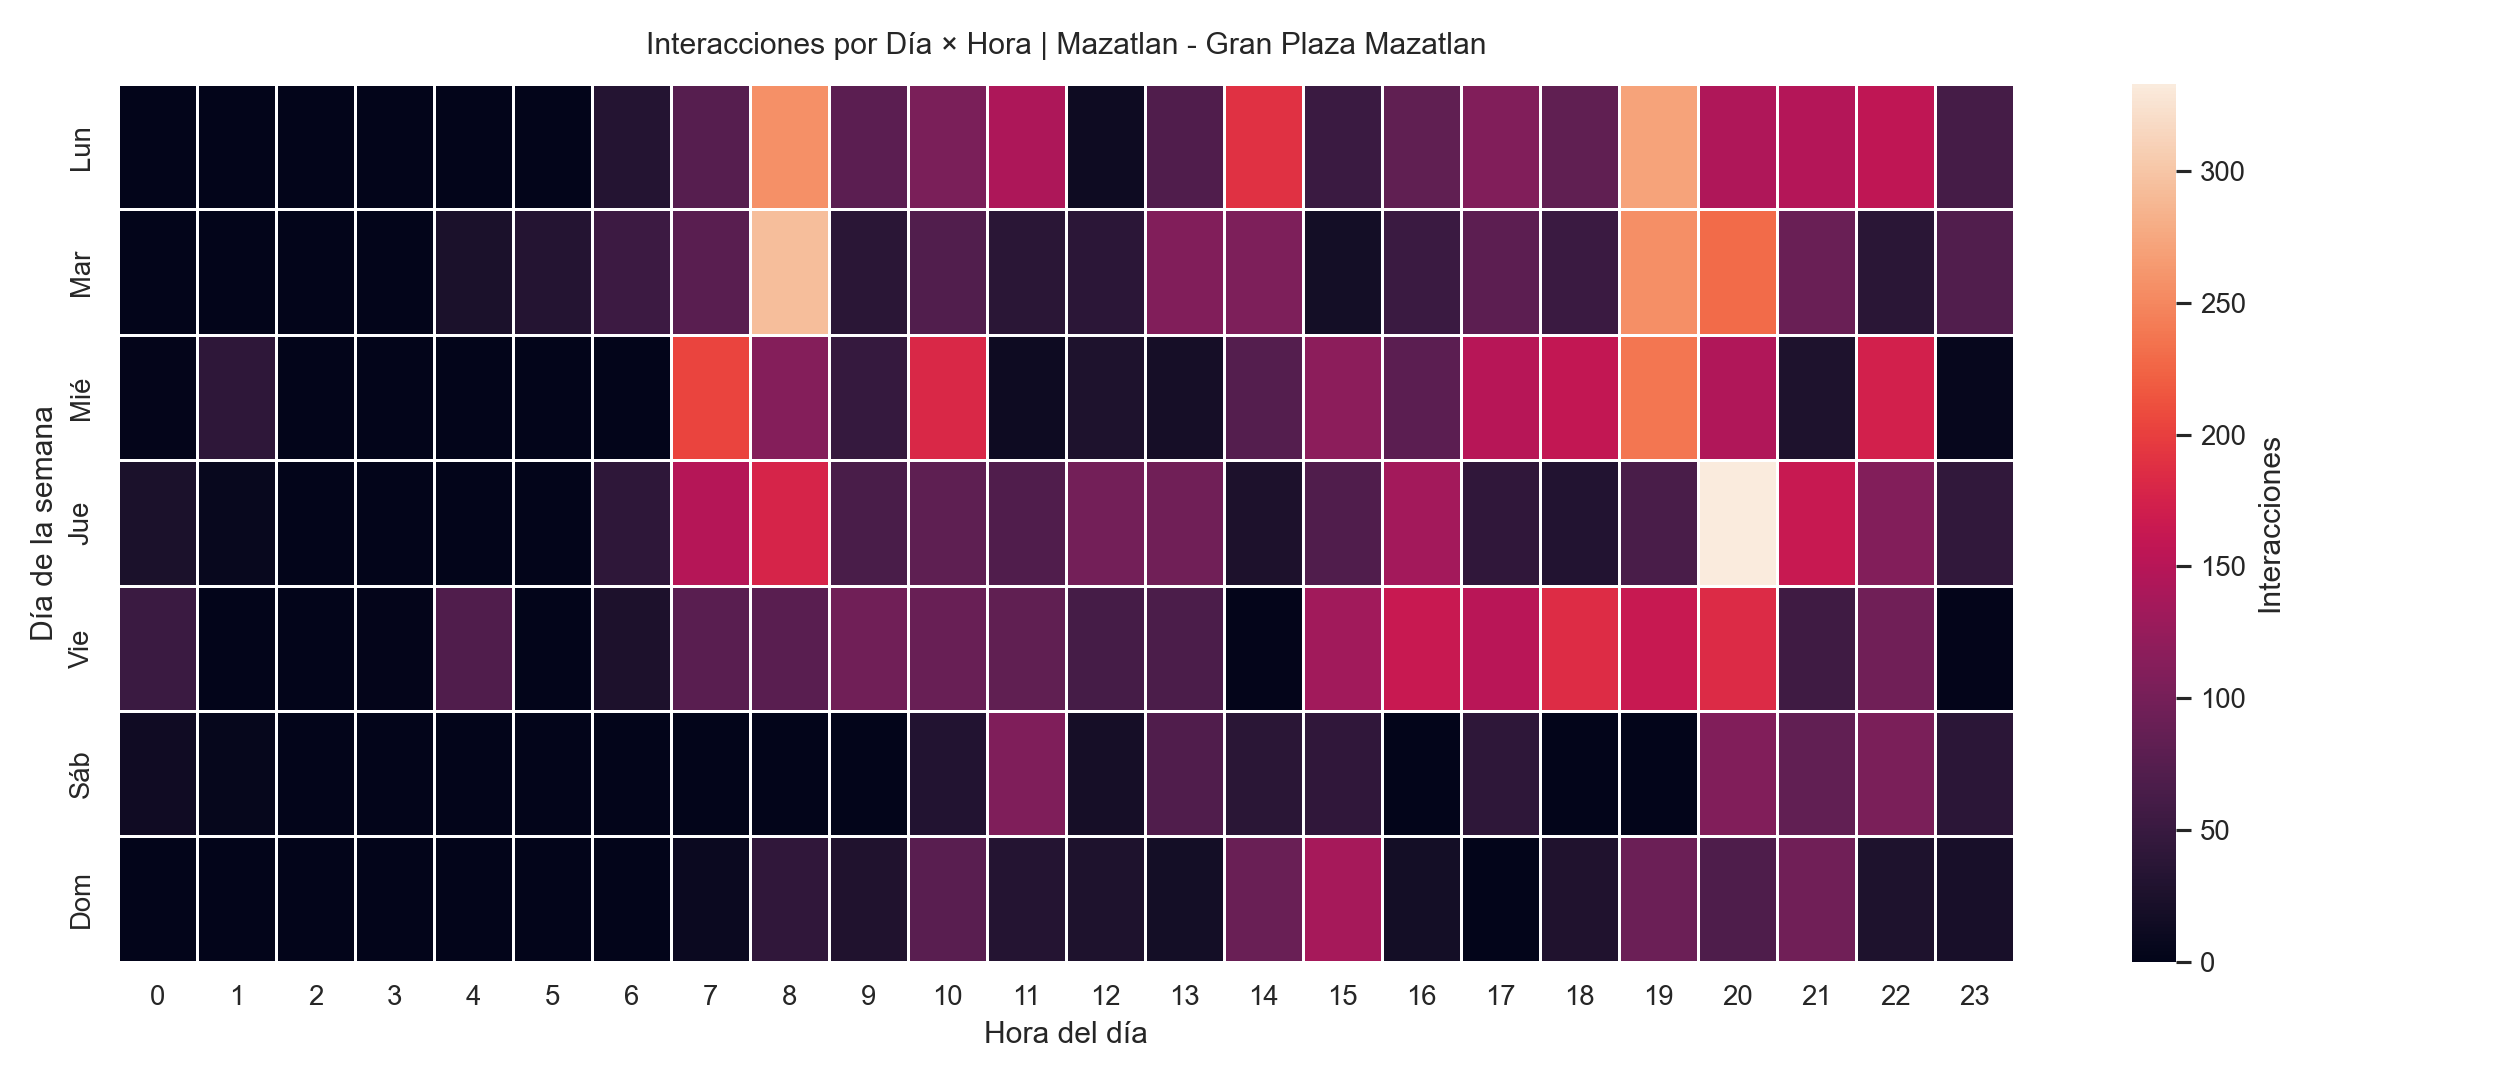 Interacciones por Día × Hora | Mazatlan - Gran Plaza Mazatlan
Día de la semana
Lun
Mar
Mié
Jue
Vie
Sáb
Dom
0 1 2 3 4 5 6 7 8 9 10 11 12 13 14 15 16 17 18 19 20 21 22 23
Hora del día
300
250
200
150
100
50
0
Interacciones